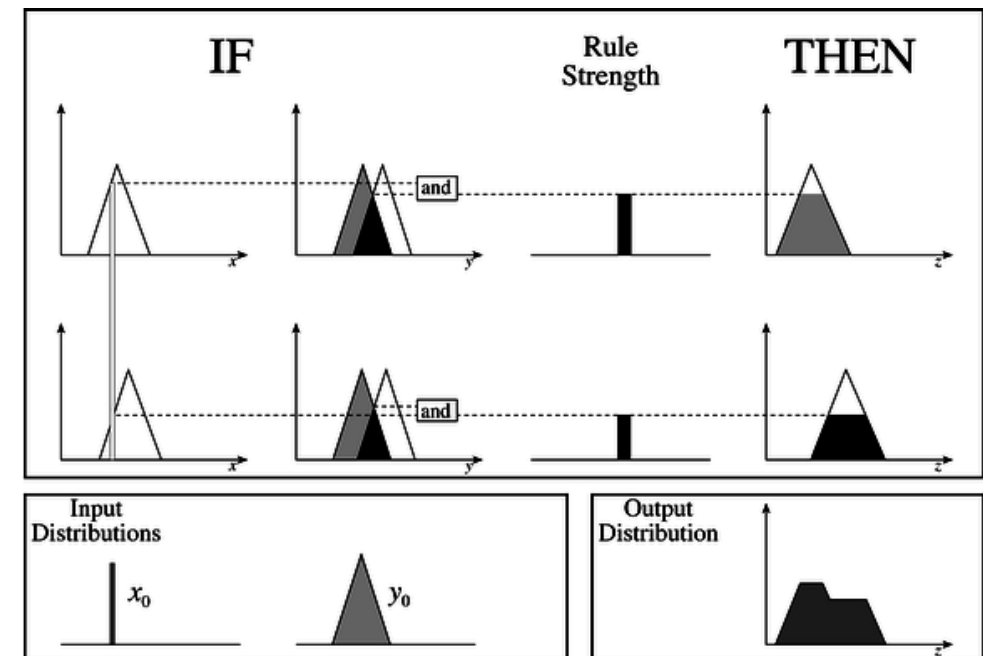 IF
Rule
Strength
THEN
and
x
y
z
and
x
y
z
Input
Distributions
x0
y0
Output
Distribution
z